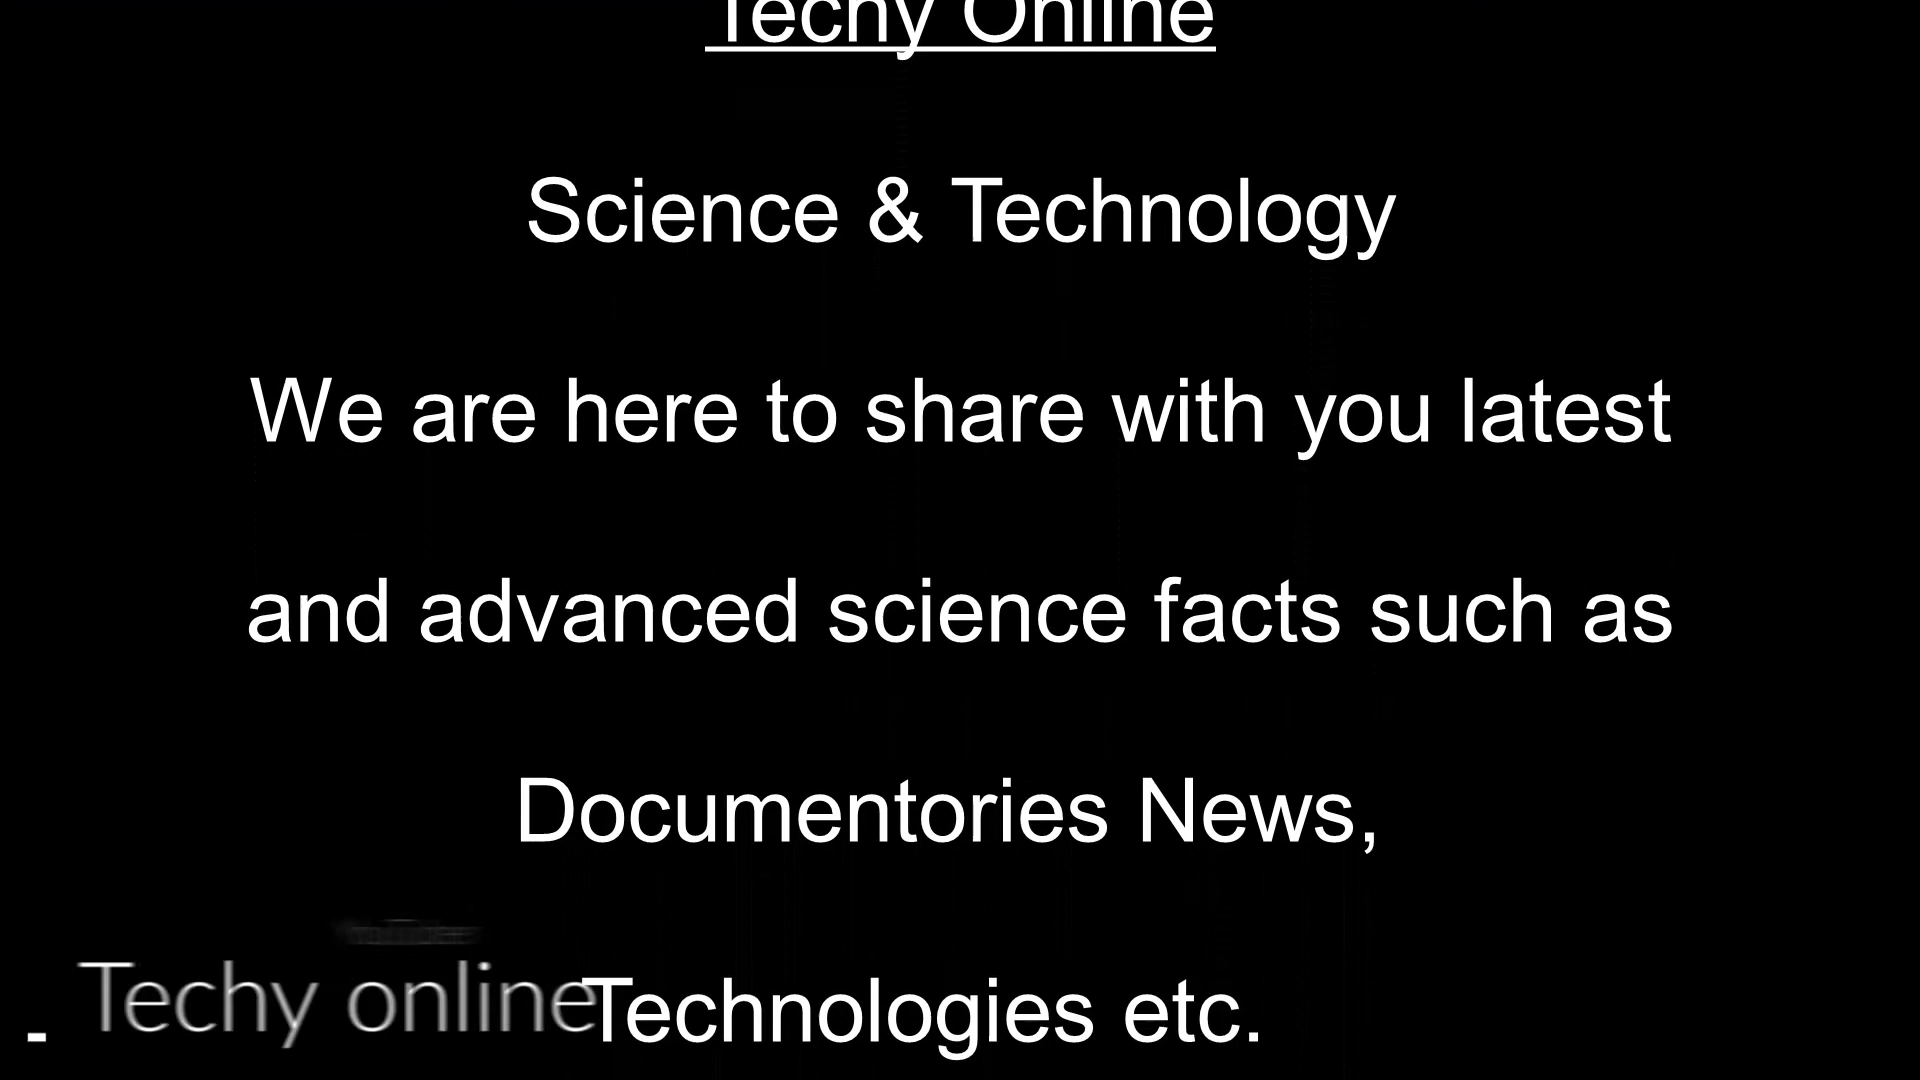 Techy Online
Science & Technology
We are here to share with you latest
and advanced science facts such as
Documentories News,
Technologies etc.
- Techy online